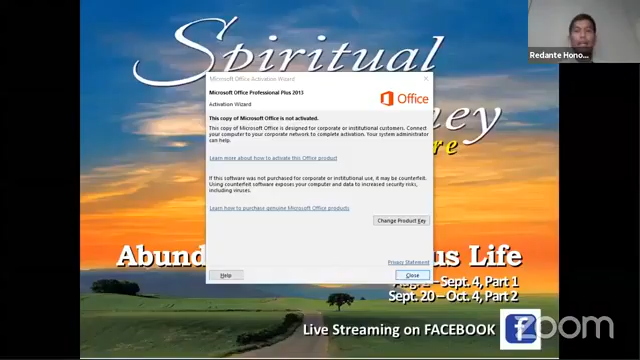 Spiritual
Redante Hono...
Microsoft Office Activation Wizard
Microsoft Office Professional Plus 2013
Activation Wizard
Office
This copy of Microsoft Office is not activated.
This copy of Microsoft Office is designed for corporate or institutional customers. Connect
your computer to your corporate network to complete activation. Your system administrator
can help.
Learn more about how to activate this Office product
If this software was not purchased for corporate or institutional use, it may be counterfeit.
Using counterfeit software exposes your computer and data to increased security risks,
including viruses.
Learn how to purchase genuine Microsoft Office products
Change Product Key
Privacy Statement
Help
Close
Sept. 4, Part 1
Sept. 20 – Oct. 4, Part 2
Life
Live Streaming on FACEBOOK
zoom